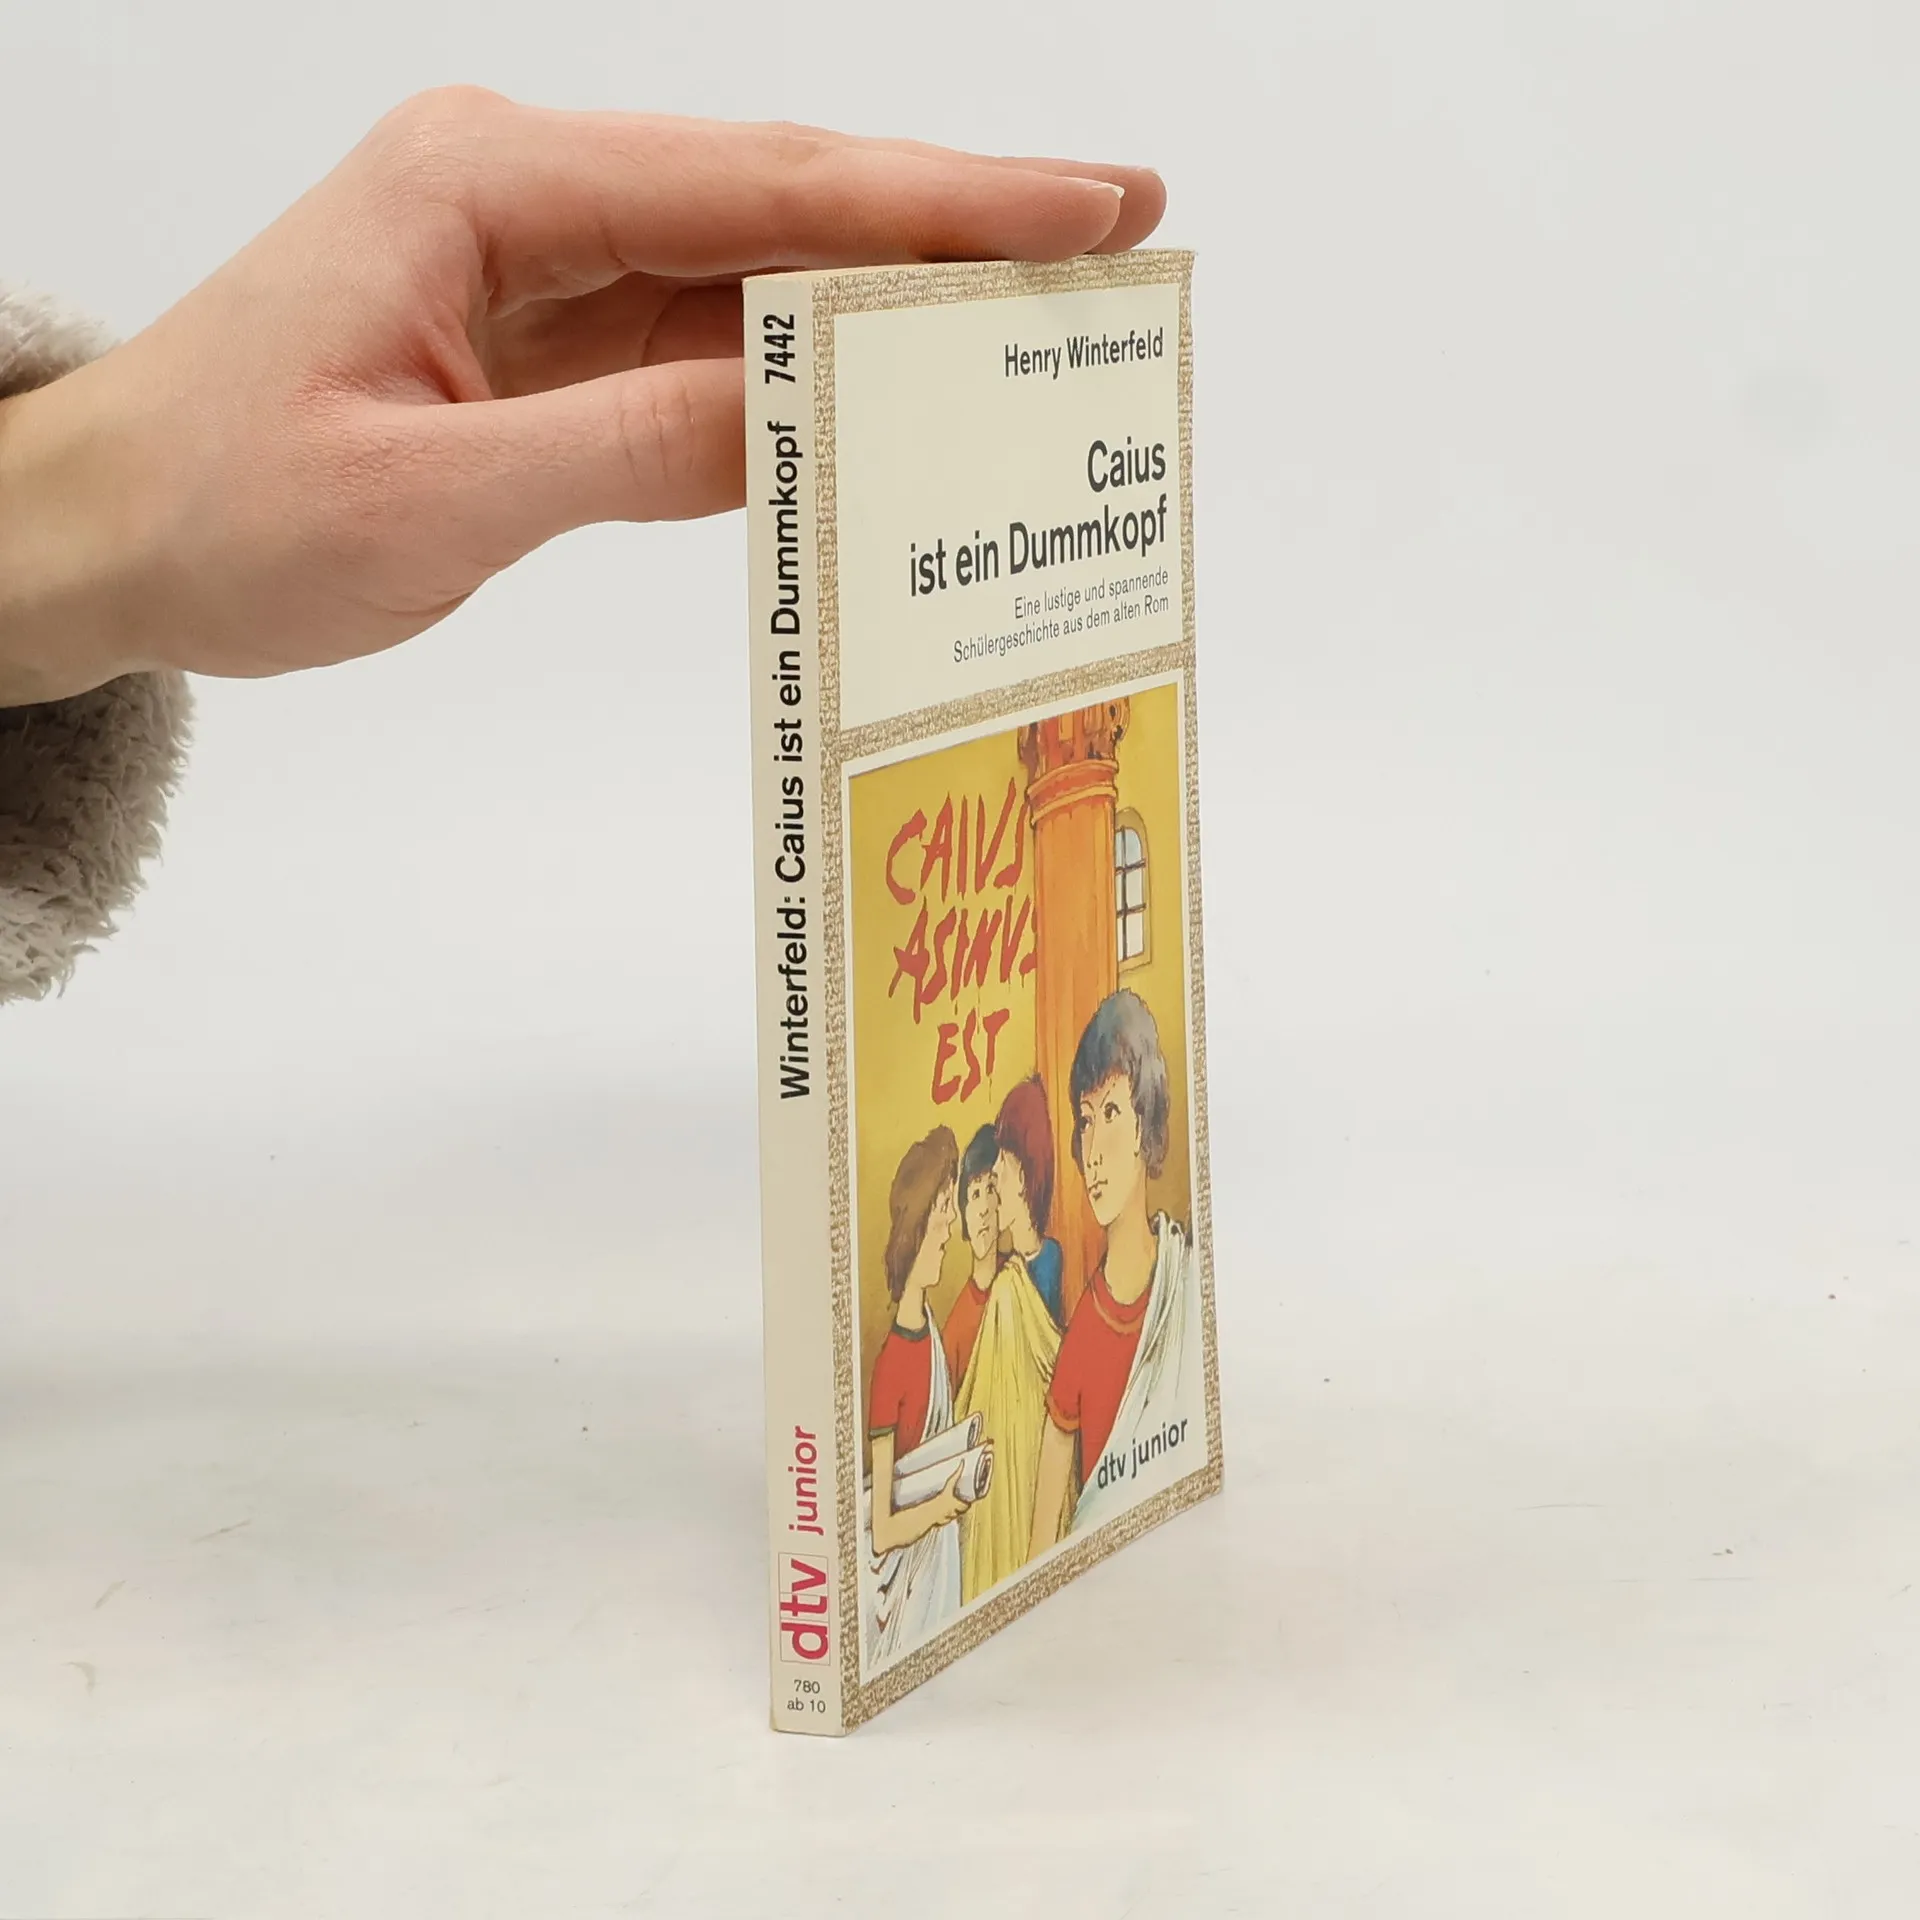 Winterfeld: Caius ist ein Dummkopf 7442
dtv junior
780
ab 10
Henry Winterfeld
Caius
ist ein Dummkopf
Eine lustige und spannende
Schülergeschichte aus dem alten Rom
CAIVS
ASINVS
EST
dtv junior